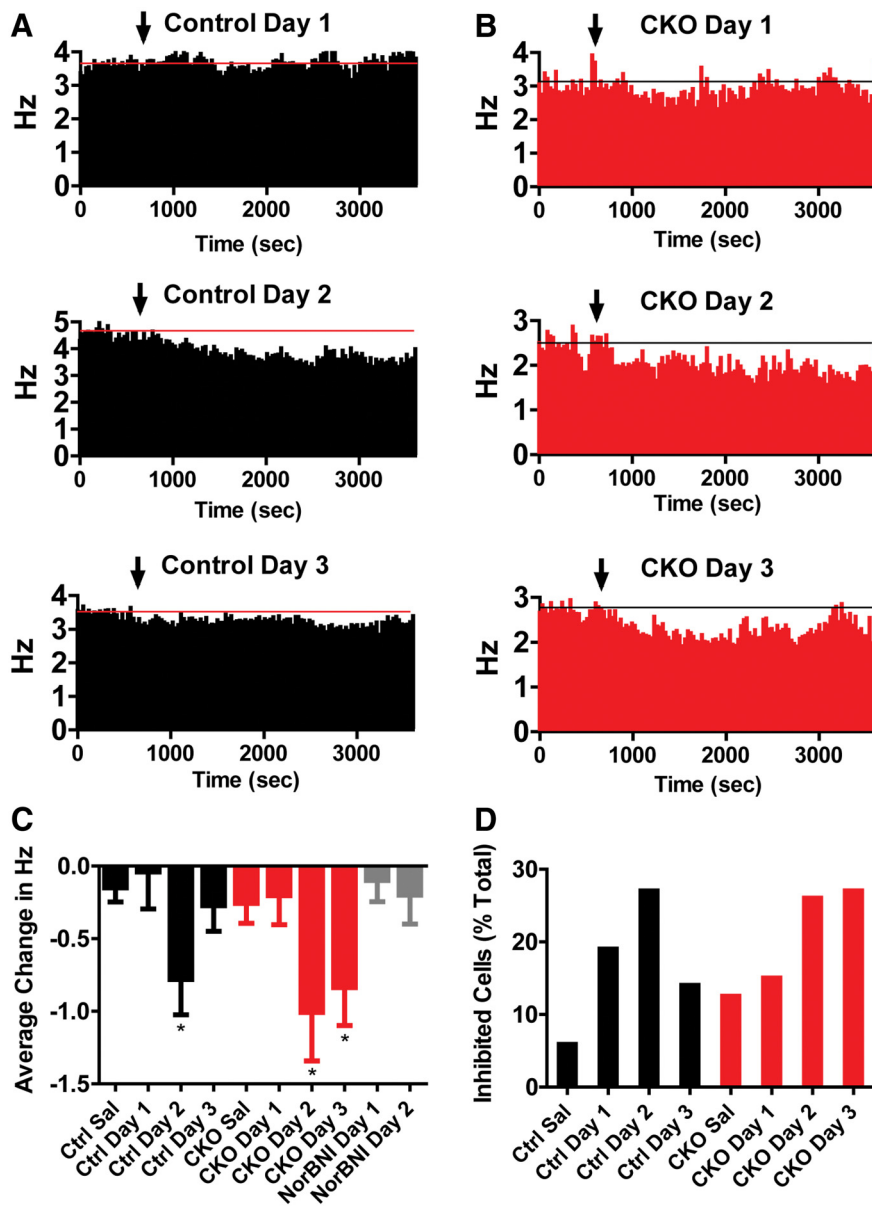 A
Control Day 1
Hz
4
3
2
1
0
0 1000 2000 3000
Time (sec)
Control Day 2
Hz
5
4
3
2
1
0
0 1000 2000 3000
Time (sec)
Control Day 3
Hz
4
3
2
1
0
0 1000 2000 3000
Time (sec)
B
CKO Day 1
Hz
4
3
2
1
0
0 1000 2000 3000
Time (sec)
CKO Day 2
Hz
3
2
1
0
0 1000 2000 3000
Time (sec)
CKO Day 3
Hz
3
2
1
0
0 1000 2000 3000
Time (sec)
C
Average Change in Hz
0.0
-0.5
-1.0
-1.5
*
*
*
Ctrl Sal
Ctrl Day 1
Ctrl Day 2
Ctrl Day 3
CKO Sal
CKO Day 1
CKO Day 2
CKO Day 3
NorBNI Day 1
NorBNI Day 2
D
Inhibited Cells (% Total)
30
20
10
0
Ctrl Sal
Ctrl Day 1
Ctrl Day 2
Ctrl Day 3
CKO Sal
CKO Day 1
CKO Day 2
CKO Day 3